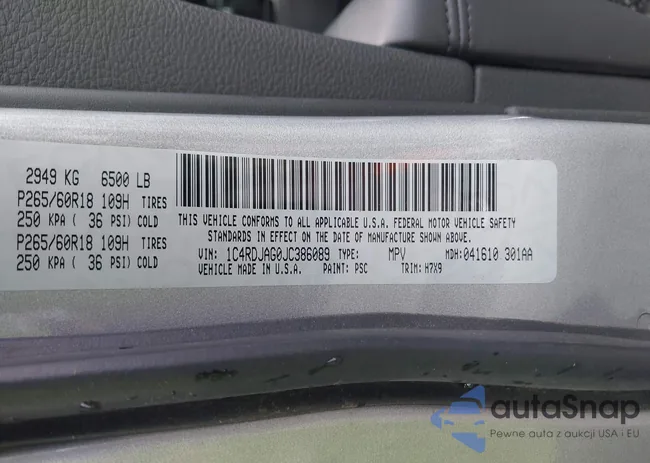 2949 KG 6500 LB
P265/60R18 109H TIRES
250 KPA ( 36 PSI) COLD
P265/60R18 109H TIRES
250 KPA ( 36 PSI) COLD
THIS VEHICLE CONFORMS TO ALL APPLICABLE U.S.A. FEDERAL MOTOR VEHICLE SAFETY
STANDARDS IN EFFECT ON THE DATE OF MANUFACTURE SHOWN ABOVE.
VIN: 1C4RDJAG0JC386089 TYPE: MPV MDH: 041610 301AA
VEHICLE MADE IN U.S.A. PAINT: PSC TRIM: H7X9
autaSnap
Pewne auta z aukcji USA i EU